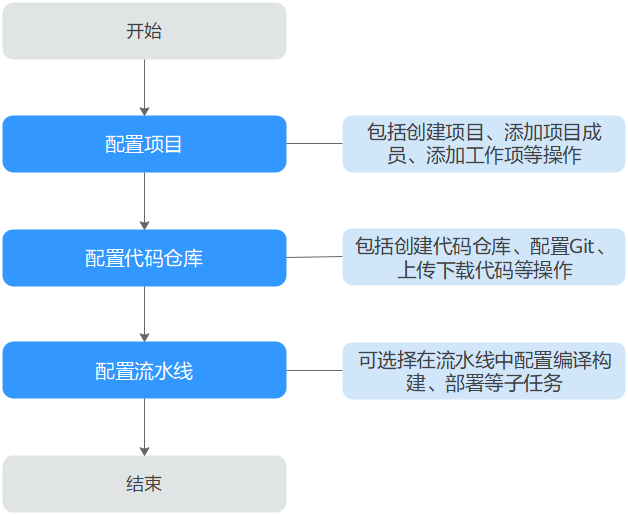 开始
配置项目
包括创建项目、添加项目成
员、添加工作项等操作
配置代码仓库
包括创建代码仓库、配置Git、
上传下载代码等操作
配置流水线
可选择在流水线中配置编译构
建、部署等子任务
结束